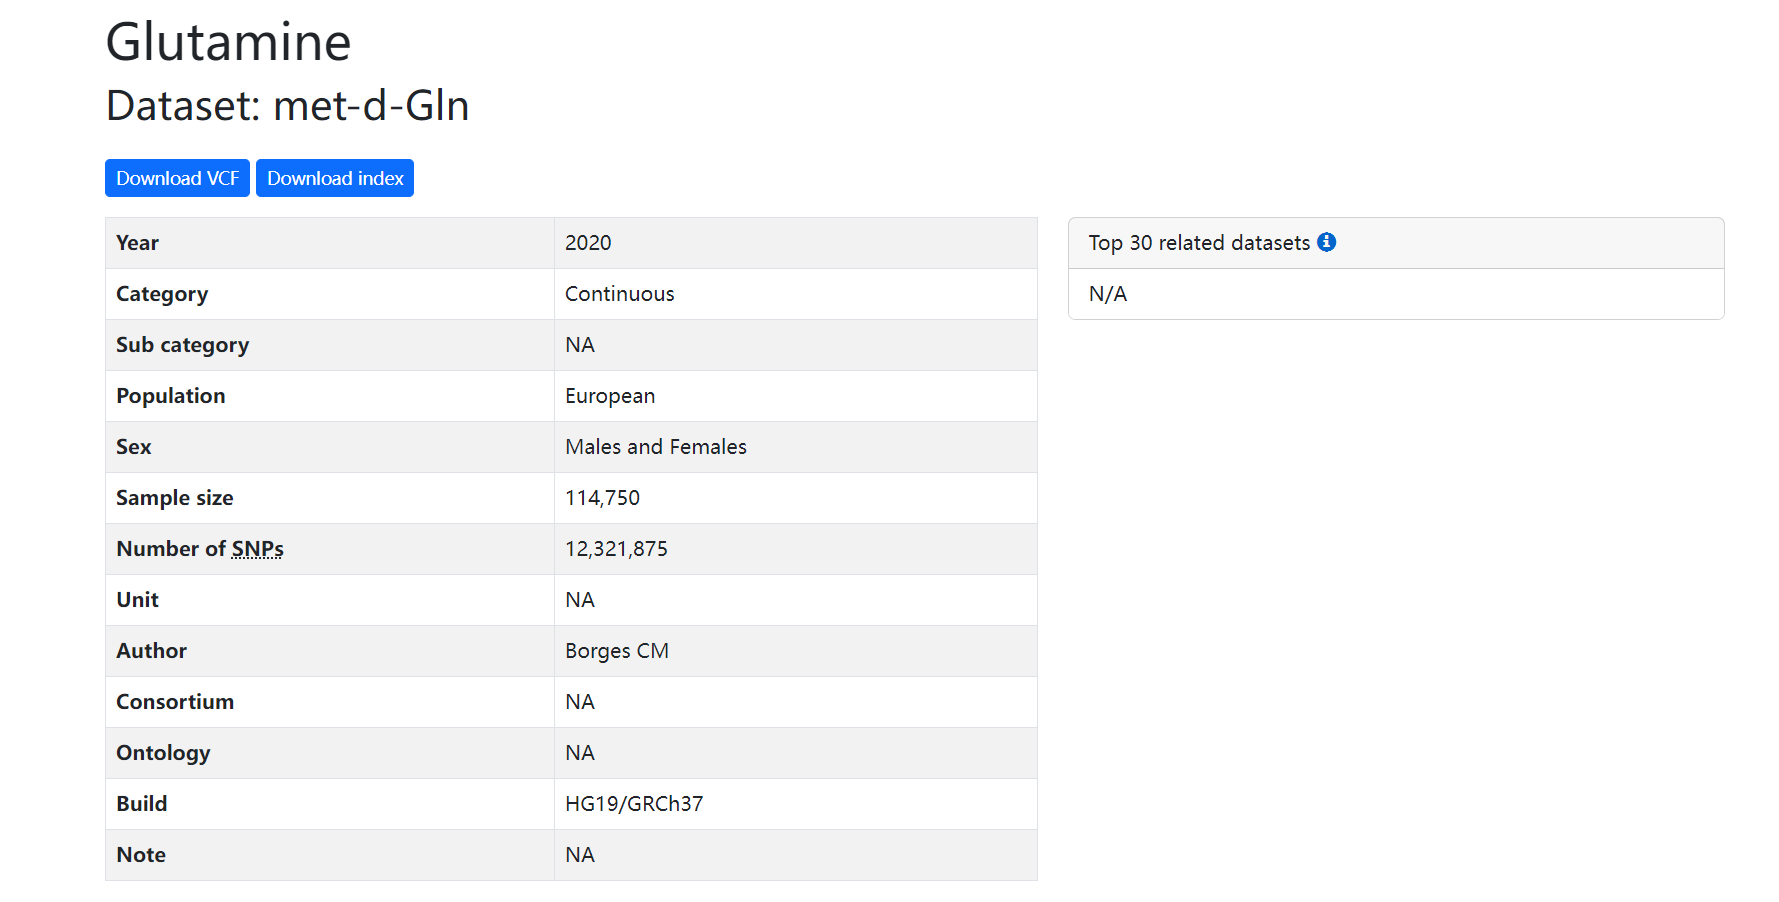 Glutamine
Dataset: met-d-Gln
Download VCF Download index
Year 2020
Category Continuous
Sub category NA
Population European
Sex Males and Females
Sample size 114,750
Number of SNPs 12,321,875
Unit NA
Author Borges CM
Consortium NA
Ontology NA
Build HG19/GRCh37
Note NA
Top 30 related datasets
N/A